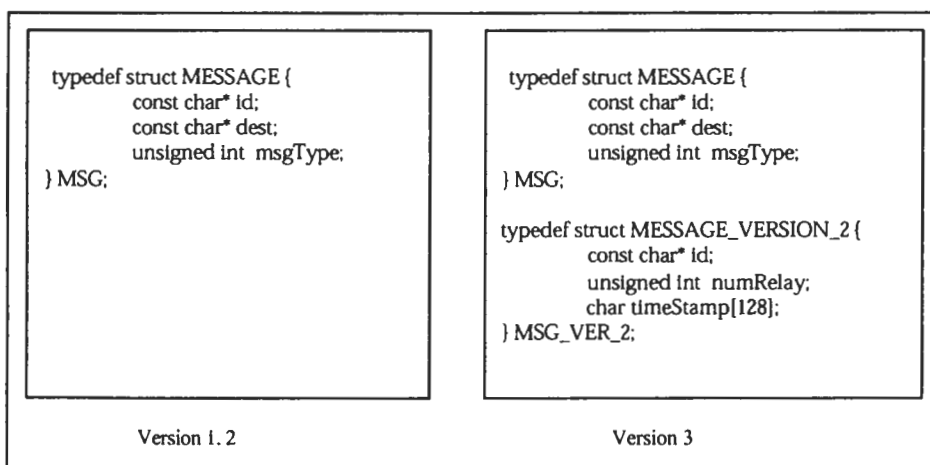 typedef struct MESSAGE {
const char* id;
const char* dest;
unsigned int msgType;
} MSG;
Version 1. 2
typedef struct MESSAGE {
const char* id;
const char* dest;
unsigned int msgType;
} MSG;
typedef struct MESSAGE_VERSION_2 {
const char* id;
unsigned int numRelay;
char timeStamp[128];
} MSG_VER_2;
Version 3